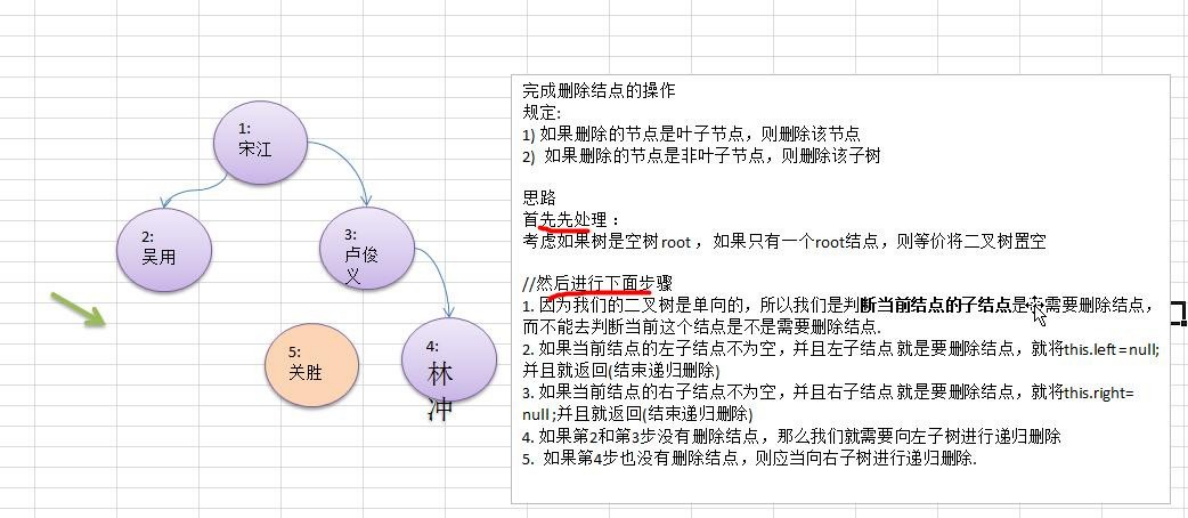 1:
宋江
2:
吴用
3:
卢俊
义
5:
关胜
4:
林
冲
完成删除结点的操作
规定:
1) 如果删除的节点是叶子节点，则删除该节点
2)  如果删除的节点是非叶子节点，则删除该子树
思路
首先先处理：
考虑如果树是空树root ，如果只有一个root结点，则等价将二叉树置空
//然后进行下面步骤
1. 因为我们的二叉树是单向的，所以我们是判断当前结点的子结点是否需要删除结点，
而不能去判断当前这个结点是不是需要删除结点.
2. 如果当前结点的左子结点不为空，并且左子结点 就是要删除结点，就将this.left = null;
并且就返回(结束递归删除)
3. 如果当前结点的右子结点不为空，并且右子结点 就是要删除结点，就将this.right=
null ;并且就返回(结束递归删除)
4. 如果第2和第3步没有删除结点，那么我们就需要向左子树进行递归删除
5.  如果第4步也没有删除结点，则应当向右子树进行递归删除.